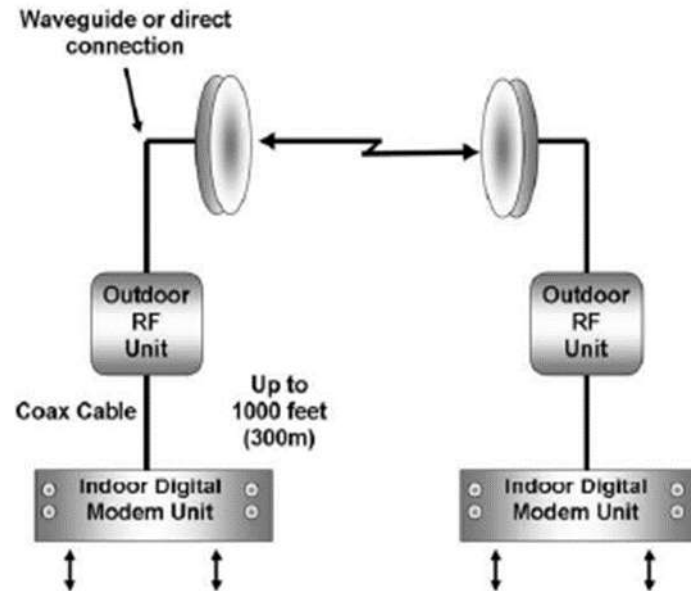 Waveguide or direct
connection
Outdoor
RF
Unit
Outdoor
RF
Unit
Coax Cable
Up to
1000 feet
(300m)
Indoor Digital
Modem Unit
Indoor Digital
Modem Unit